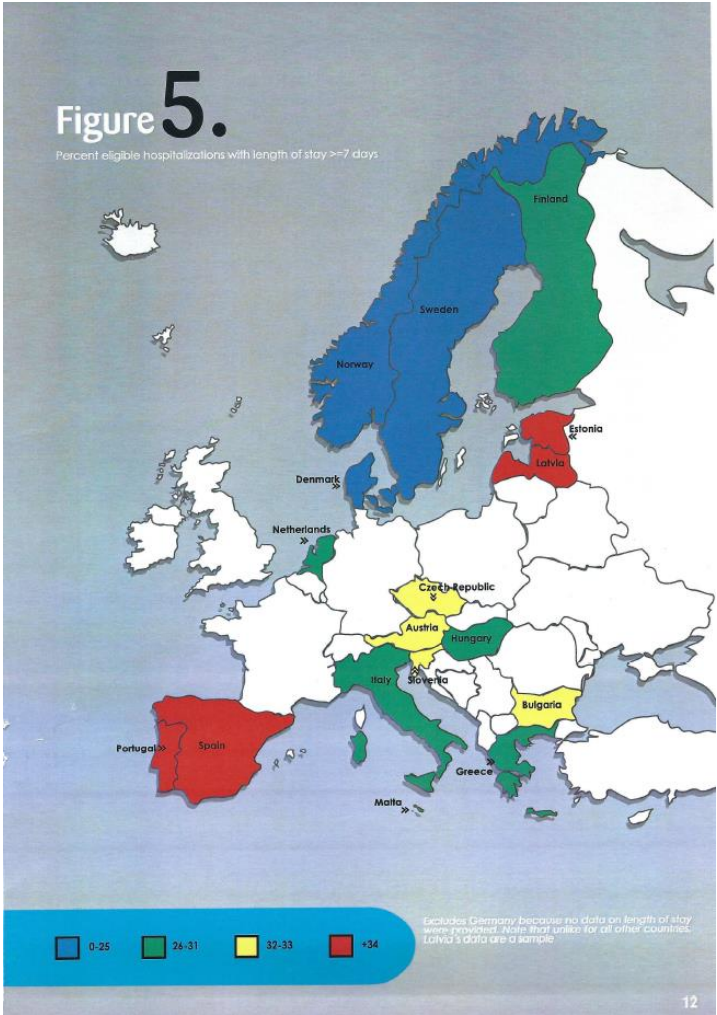 Figure 5.
Percent eligible hospitalizations with length of stay >=7 days
Finland
Sweden
Norway
Estonia
Latvia
Denmark
Netherlands
Czech Republic
Austria
Hungary
Slovenia
Italy
Bulgaria
Portugal
Spain
Greece
Malta
0-25
26-31
32-33
+34
Excludes Germany because no data on length of stay
were provided. Note that unlike for all other countries,
Latvia's data are a sample
12